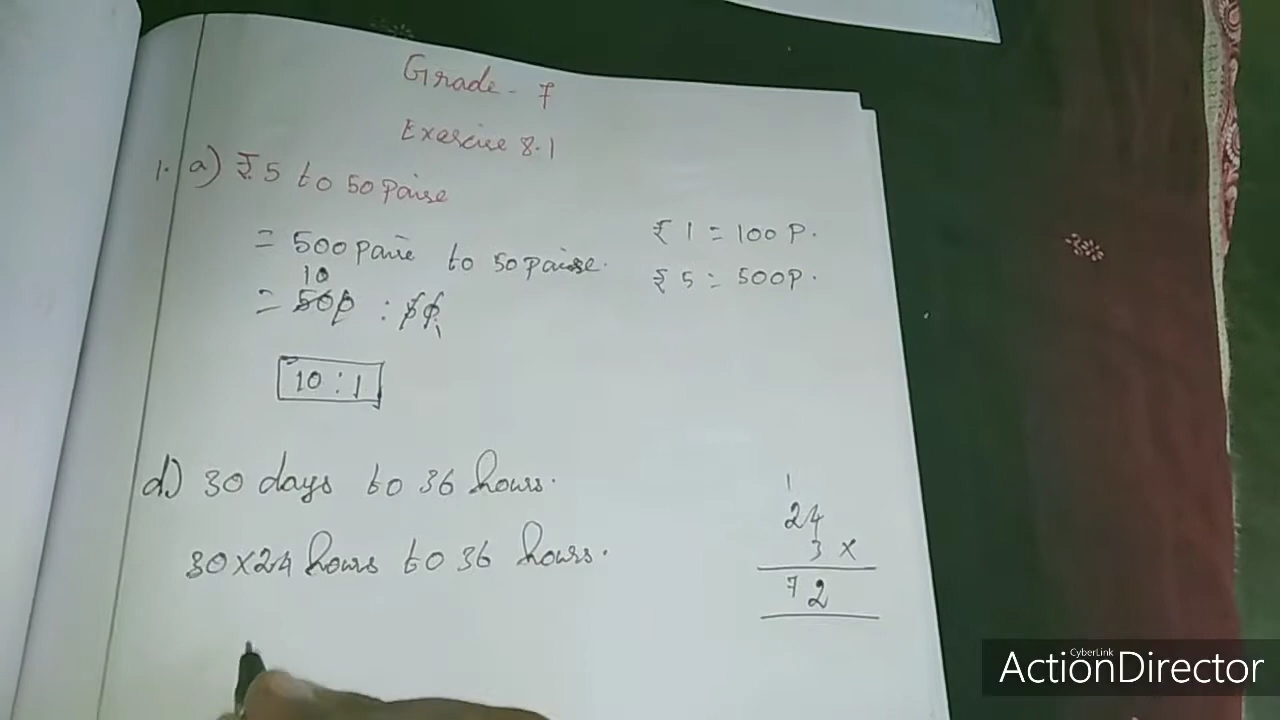 Grade - 7
Exercise 8.1
1. a) ₹ 5 to 50 paise
= 500 paise to 50 paise.
10
= 50p : 5p 1
10 : 1
₹ 1 = 100 P.
₹ 5 = 500p.
d) 30 days to 36 hours.
30 x 24 hours to 36 hours.
1
24
3 x
72
CyberLink
ActionDirector